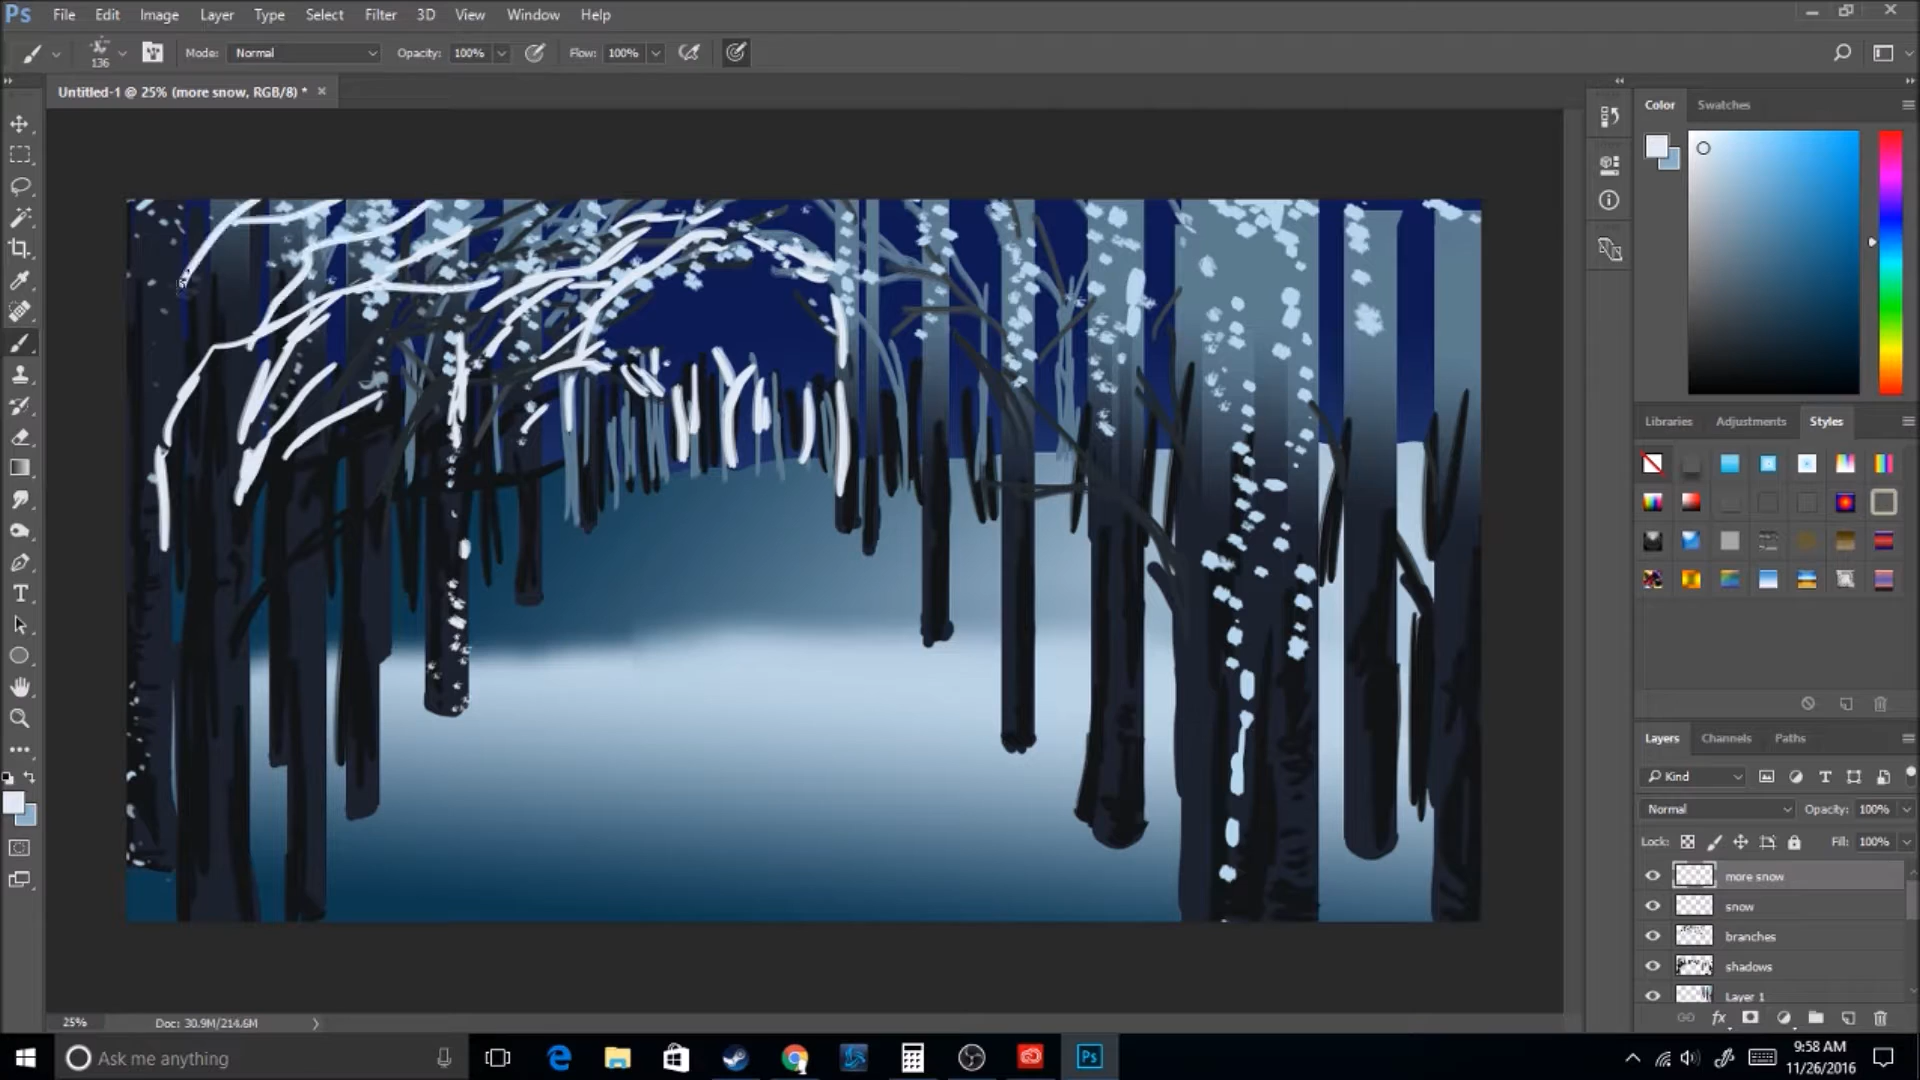 Ps File Edit Image Layer Type Select Filter 3D View Window Help
136 Mode: Normal Opacity: 100% Flow: 100%
Untitled-1 @ 25% (more snow, RGB/8) * ×
Color Swatches
Libraries Adjustments Styles
Layers Channels Paths
Kind
Normal Opacity: 100%
Lock: Fill: 100%
more snow
snow
branches
shadows
Layer 1
fx
25% Doc: 30.9M/214.6M
Ask me anything
Ps
9:58 AM
11/26/2016